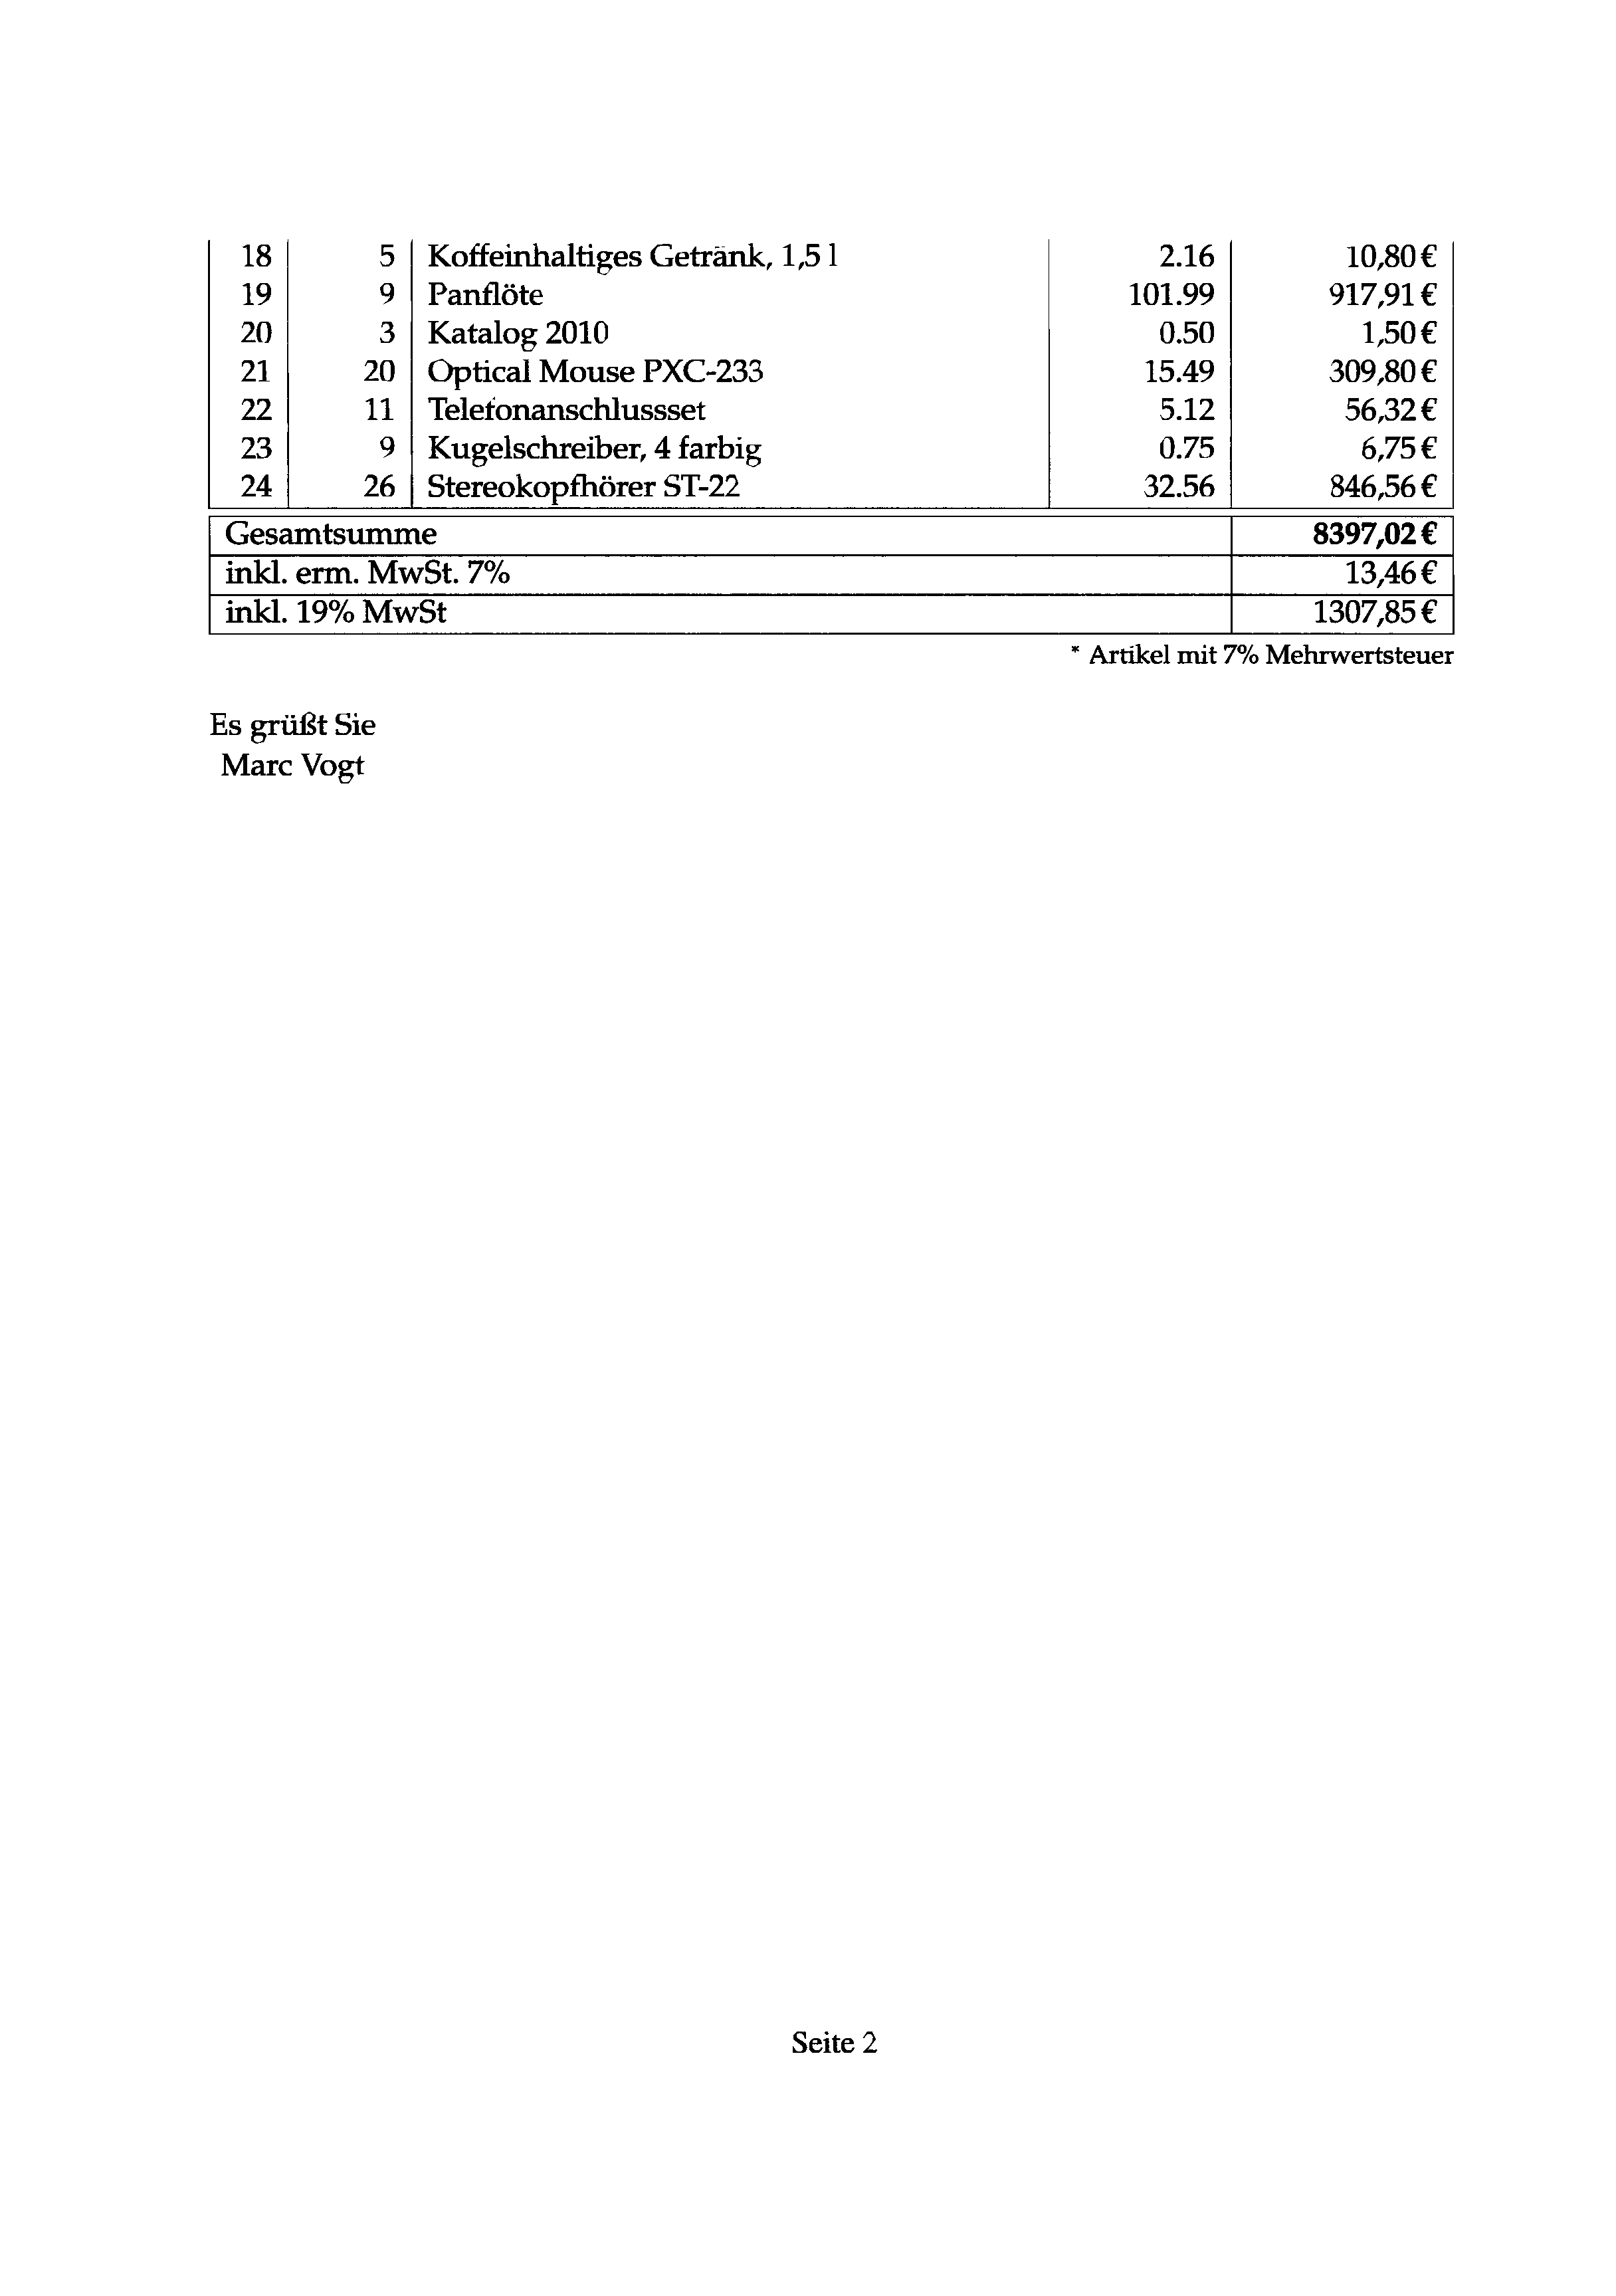 18 5 Koffeinhaltiges Getränk, 1,5 l 2.16 10,80 €
19 9 Panflöte 101.99 917,91 €
20 3 Katalog 2010 0.50 1,50 €
21 20 Optical Mouse PXC-233 15.49 309,80 €
22 11 Telefonanschlussset 5.12 56,32 €
23 9 Kugelschreiber, 4 farbig 0.75 6,75 €
24 26 Stereokopfhörer ST-22 32.56 846,56 €
Gesamtsumme 8397,02 €
inkl. erm. MwSt. 7% 13,46 €
inkl. 19% MwSt 1307,85 €
* Artikel mit 7% Mehrwertsteuer
Es grüßt Sie
Marc Vogt
Seite 2